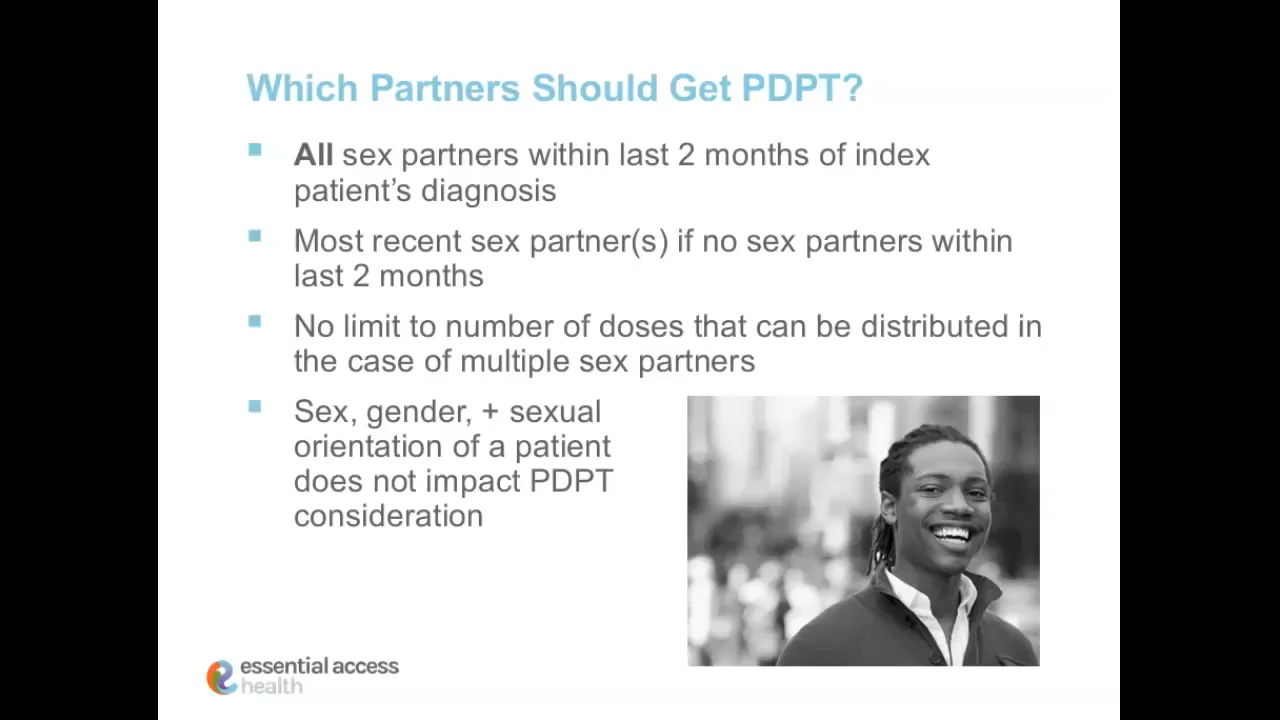 Which Partners Should Get PDPT?
All sex partners within last 2 months of index
patient’s diagnosis
Most recent sex partner(s) if no sex partners within
last 2 months
No limit to number of doses that can be distributed in
the case of multiple sex partners
Sex, gender, + sexual
orientation of a patient
does not impact PDPT
consideration
essential access
health